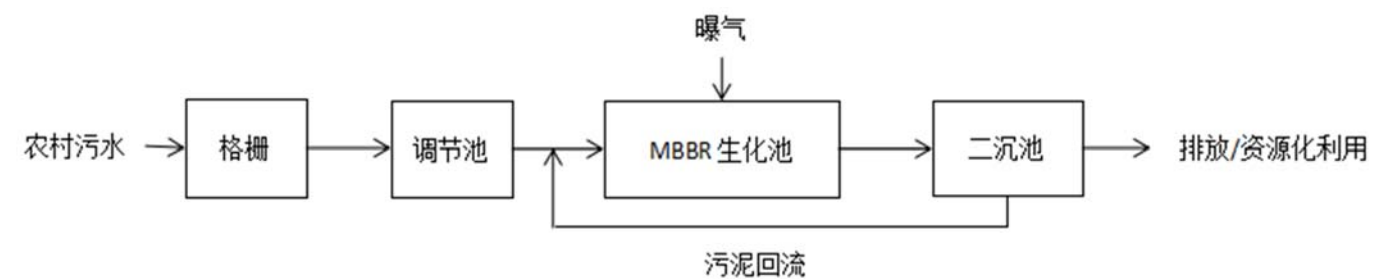 曝气
农村污水
格栅
调节池
MBBR 生化池
二沉池
排放/资源化利用
污泥回流